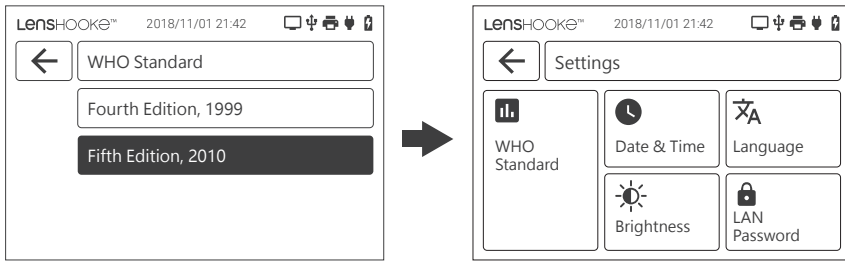 LENSHOOKE™ 2018/11/01 21:42
WHO Standard
Fourth Edition, 1999
Fifth Edition, 2010
LENSHOOKE™ 2018/11/01 21:42
Settings
WHO
Standard
Date & Time
Language
Brightness
LAN
Password